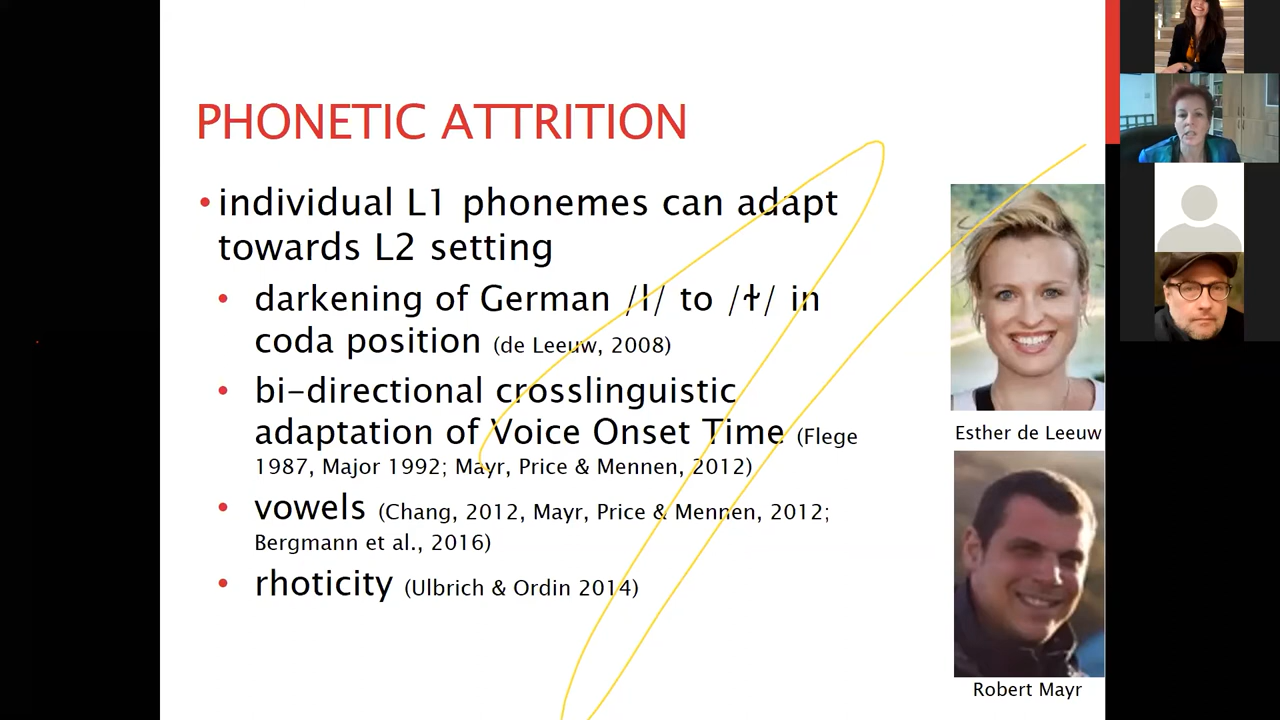 PHONETIC ATTRITION
• individual L1 phonemes can adapt
towards L2 setting
• darkening of German /l/ to /ɫ/ in
coda position (de Leeuw, 2008)
• bi-directional crosslinguistic
adaptation of Voice Onset Time (Flege
1987, Major 1992; Mayr, Price & Mennen, 2012)
• vowels (Chang, 2012, Mayr, Price & Mennen, 2012;
Bergmann et al., 2016)
• rhoticity (Ulbrich & Ordin 2014)
Esther de Leeuw
Robert Mayr